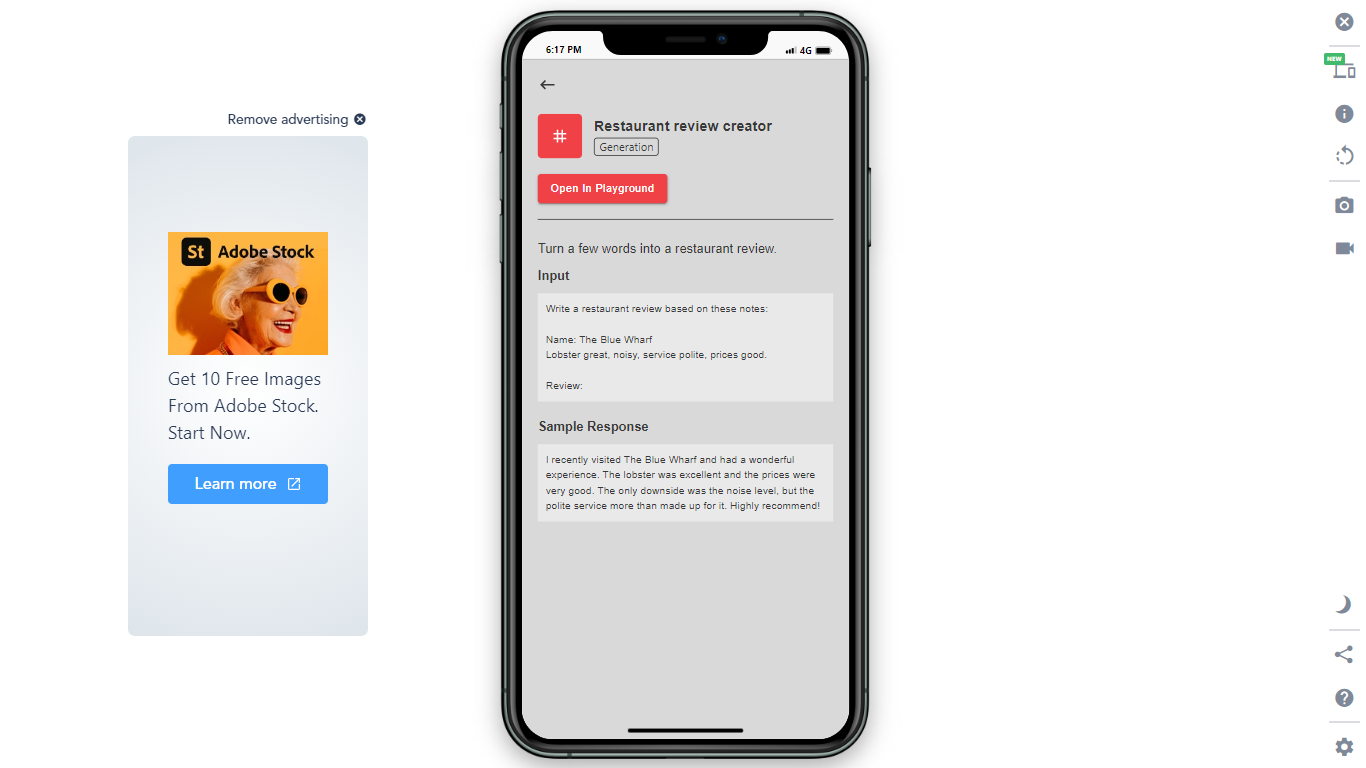 Remove advertising
St Adobe Stock
Get 10 Free Images
From Adobe Stock.
Start Now.
Learn more
6:17 PM
4G
Restaurant review creator
Generation
Open In Playground
Turn a few words into a restaurant review.
Input
Write a restaurant review based on these notes:
Name: The Blue Wharf
Lobster great, noisy, service polite, prices good.
Review:
Sample Response
I recently visited The Blue Wharf and had a wonderful
experience. The lobster was excellent and the prices were
very good. The only downside was the noise level, but the
polite service more than made up for it. Highly recommend!
NEW